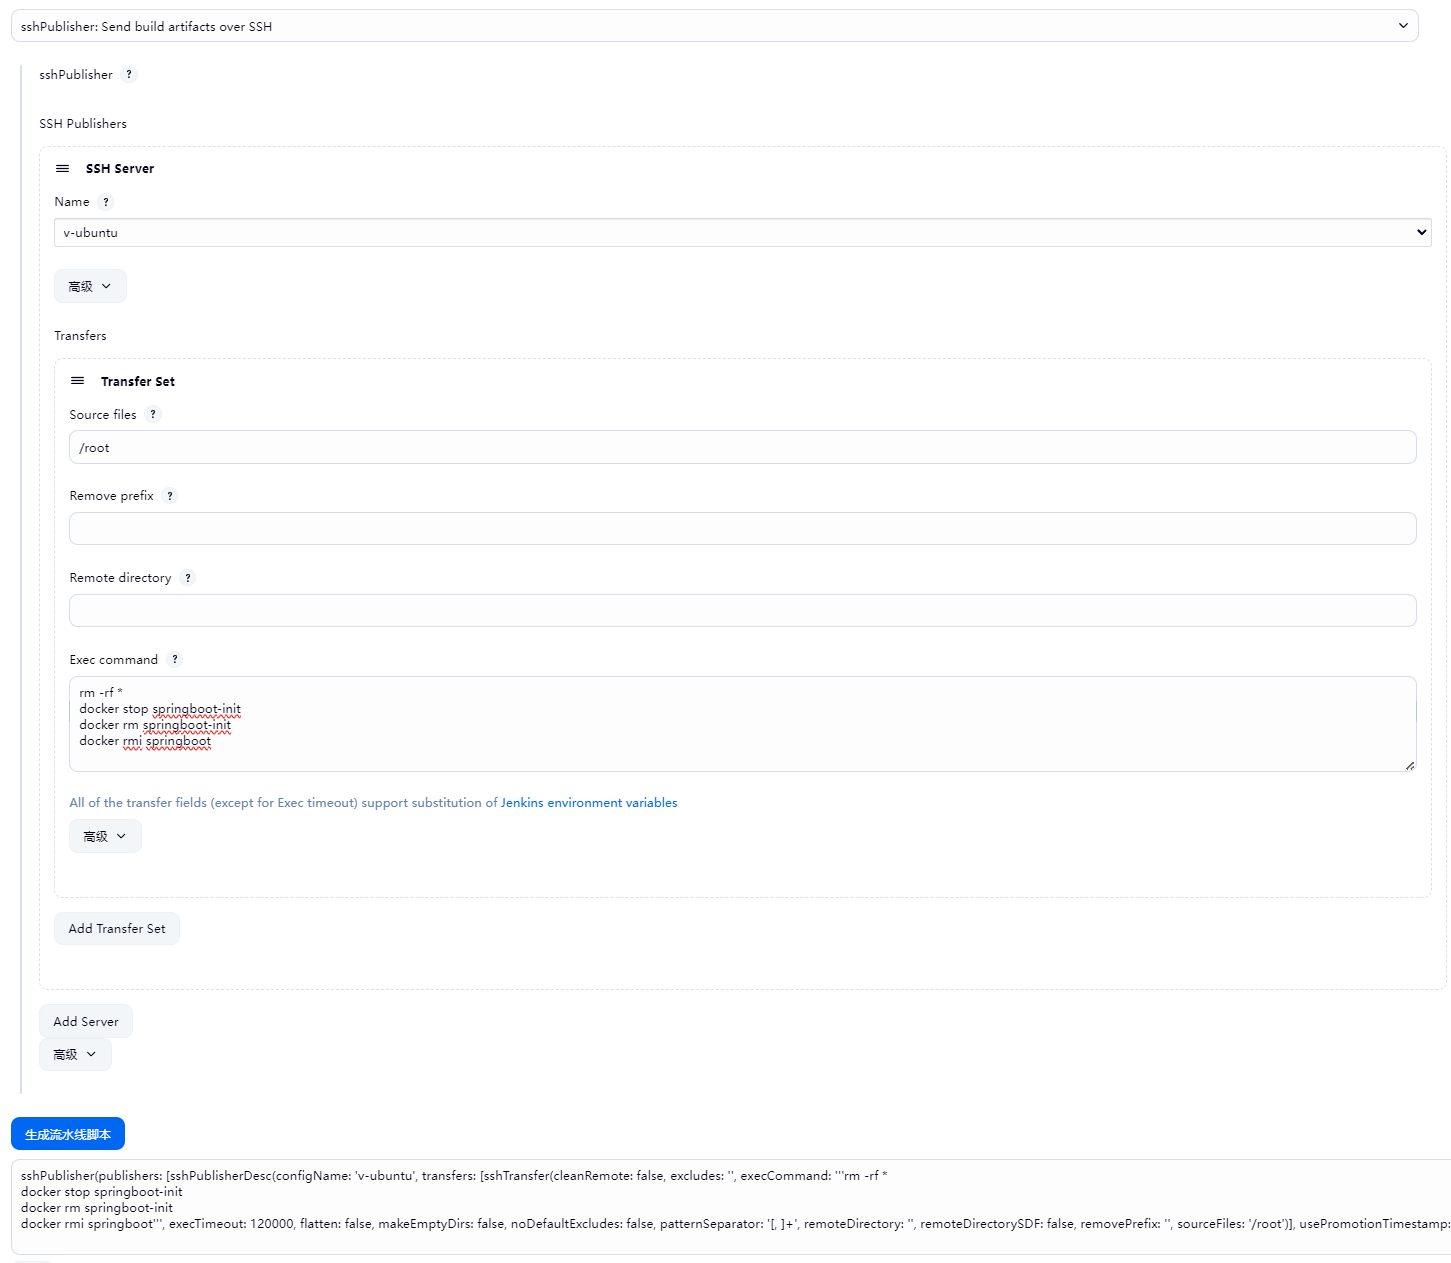 sshPublisher: Send build artifacts over SSH
sshPublisher ?
SSH Publishers
SSH Server
Name ?
v-ubuntu
高级
Transfers
Transfer Set
Source files ?
/root
Remove prefix ?
Remote directory ?
Exec command ?
rm -rf *
docker stop springboot-init
docker rm springboot-init
docker rmi springboot
All of the transfer fields (except for Exec timeout) support substitution of Jenkins environment variables
高级
Add Transfer Set
Add Server
高级
生成流水线脚本
sshPublisher(publishers: [sshPublisherDesc(configName: 'v-ubuntu', transfers: [sshTransfer(cleanRemote: false, excludes: '', execCommand: '''rm -rf *
docker stop springboot-init
docker rm springboot-init
docker rmi springboot''', execTimeout: 120000, flatten: false, makeEmptyDirs: false, noDefaultExcludes: false, patternSeparator: '[, ]+', remoteDirectory: '', remoteDirectorySDF: false, removePrefix: '', sourceFiles: '/root')], usePromotionTimestamp: